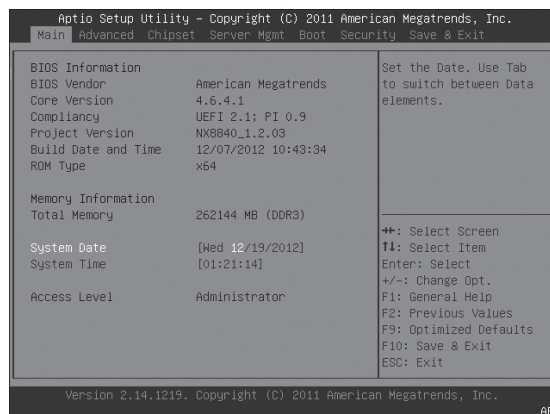 Aptio Setup Utility – Copyright (C) 2011 American Megatrends, Inc.
Main Advanced Chipset Server Mgmt Boot Security Save & Exit
BIOS Information
BIOS Vendor American Megatrends
Core Version 4.6.4.1
Compliancy UEFI 2.1; PI 0.9
Project Version NX8840_1.2.03
Build Date and Time 12/07/2012 10:43:34
ROM Type x64
Memory Information
Total Memory 262144 MB (DDR3)
System Date [Wed 12/19/2012]
System Time [01:21:14]
Access Level Administrator
Set the Date. Use Tab
to switch between Data
elements.
→←: Select Screen
↑↓: Select Item
Enter: Select
+/-: Change Opt.
F1: General Help
F2: Previous Values
F9: Optimized Defaults
F10: Save & Exit
ESC: Exit
Version 2.14.1219. Copyright (C) 2011 American Megatrends, Inc.